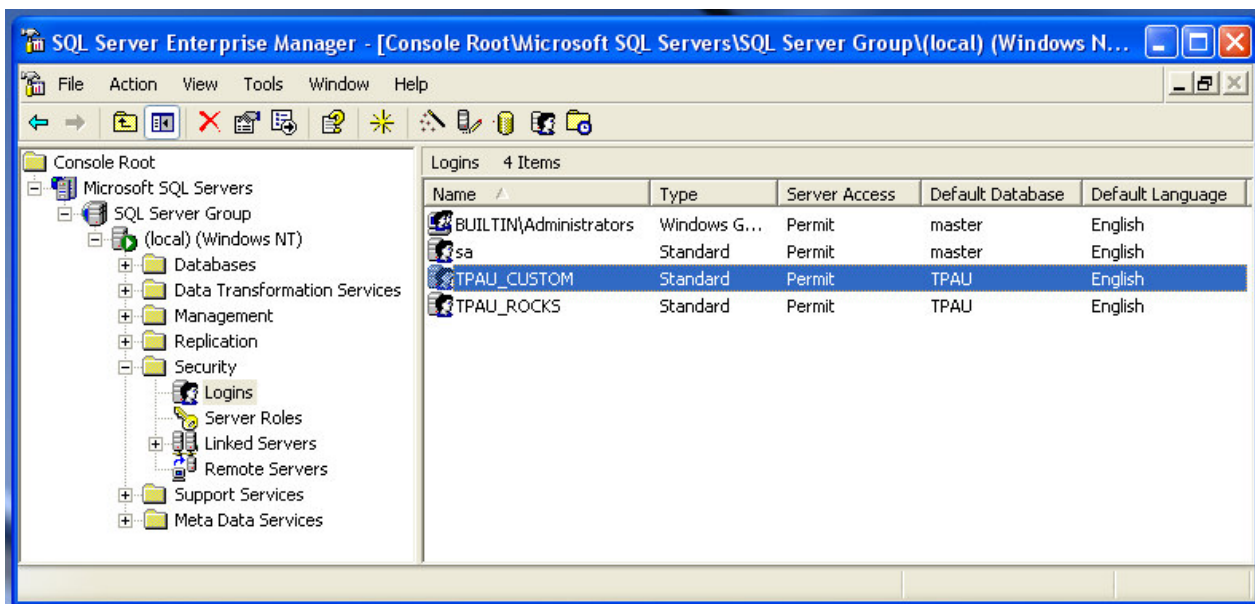 SQL Server Enterprise Manager - [Console Root\Microsoft SQL Servers\SQL Server Group\(local) (Windows N...
File Action View Tools Window Help
Console Root
Microsoft SQL Servers
SQL Server Group
(local) (Windows NT)
Databases
Data Transformation Services
Management
Replication
Security
Logins
Server Roles
Linked Servers
Remote Servers
Support Services
Meta Data Services
Logins 4 Items
Name Type Server Access Default Database Default Language
BUILTIN\Administrators Windows G... Permit master English
sa Standard Permit master English
TPAU_CUSTOM Standard Permit TPAU English
TPAU_ROCKS Standard Permit TPAU English